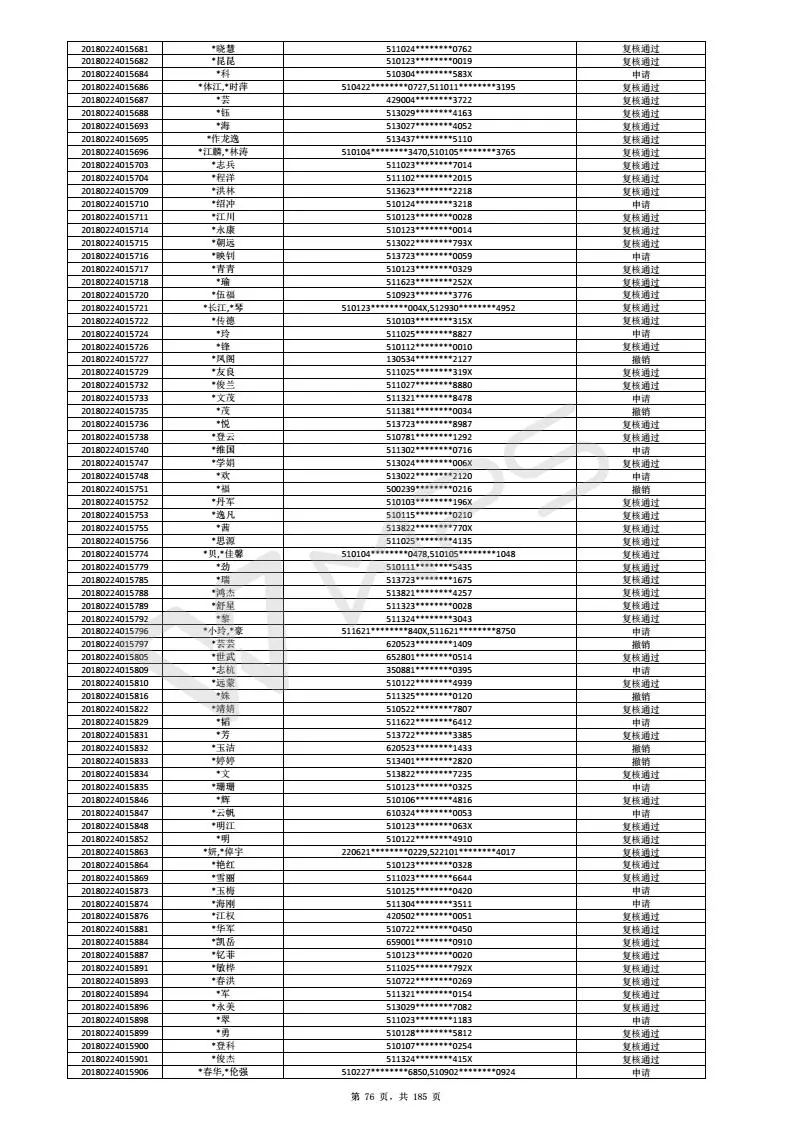 20180224015681 *晓慧 511024********0762 复核通过
20180224015682 *昆昆 510123********0019 复核通过
20180224015684 *科 510304********583X 申请
20180224015686 *体江,*时萍 510422********0727,511011********3195 复核通过
20180224015687 *芸 429004********3722 复核通过
20180224015688 *钰 513029********4163 复核通过
20180224015693 *海 513027********4052 复核通过
20180224015695 *作龙逸 513437********5110 复核通过
20180224015696 *江麟,*林涛 510104********3470,510105********3765 复核通过
20180224015703 *志兵 511023********7014 复核通过
20180224015704 *程洋 511102********2015 复核通过
20180224015709 *洪林 513623********2218 复核通过
20180224015710 *绍冲 510124********3218 申请
20180224015711 *江川 510123********0028 复核通过
20180224015714 *永康 510123********0014 复核通过
20180224015715 *朝远 513022********793X 复核通过
20180224015716 *映钊 513723********0059 申请
20180224015717 *青青 510123********0329 复核通过
20180224015718 *瑜 511623********252X 复核通过
20180224015720 *伍福 510923********3776 复核通过
20180224015721 *长江,*琴 510123********004X,512930********4952 复核通过
20180224015722 *传德 510103********315X 复核通过
20180224015724 *玲 511025********8827 申请
20180224015726 *锋 510112********0010 复核通过
20180224015727 *凤阁 130534********2127 撤销
20180224015729 *友良 511025********319X 复核通过
20180224015732 *俊兰 511027********8880 复核通过
20180224015733 *文茂 511321********8478 申请
20180224015735 *茂 511381********0034 撤销
20180224015736 *悦 513723********8987 复核通过
20180224015738 *登云 510781********1292 复核通过
20180224015740 *维国 511302********0716 申请
20180224015747 *学娟 513024********006X 复核通过
20180224015748 *欢 513022********2120 申请
20180224015751 *福 500239********0216 撤销
20180224015752 *丹军 510103********196X 复核通过
20180224015753 *逸凡 510115********0210 复核通过
20180224015755 *茜 513822********770X 复核通过
20180224015756 *思源 511025********4135 复核通过
20180224015774 *贝,*佳馨 510104********0478,510105********1048 复核通过
20180224015779 *劲 510111********5435 复核通过
20180224015785 *瑞 513723********1675 复核通过
20180224015788 *鸿杰 513821********4257 复核通过
20180224015789 *舒星 511323********0028 复核通过
20180224015792 *黎 511324********3043 复核通过
20180224015796 *小玲,*豪 511621********840X,511621********8750 申请
20180224015797 *芸芸 620523********1409 撤销
20180224015805 *世武 652801********0514 复核通过
20180224015809 *志杭 350881********0395 申请
20180224015810 *远蒙 510122********4939 复核通过
20180224015816 *姝 511325********0120 撤销
20180224015822 *靖婧 510522********7807 复核通过
20180224015829 *韬 511622********6412 申请
20180224015831 *芳 513722********3385 复核通过
20180224015832 *玉洁 620523********1433 撤销
20180224015833 *婷婷 513401********2820 撤销
20180224015834 *文 513822********7235 复核通过
20180224015835 *珊珊 510123********0325 申请
20180224015846 *辉 510106********4816 复核通过
20180224015847 *云帆 610324********0053 申请
20180224015848 *明江 510123********063X 复核通过
20180224015852 *明 510122********4910 复核通过
20180224015863 *妍,*倬宇 220621********0229,522101********4017 复核通过
20180224015864 *艳红 510123********0328 复核通过
20180224015869 *雪丽 511023********6644 复核通过
20180224015873 *玉梅 510125********0420 申请
20180224015874 *海刚 511304********3511 申请
20180224015876 *江权 420502********0051 复核通过
20180224015881 *华军 510722********0450 复核通过
20180224015884 *凯岳 659001********0910 复核通过
20180224015887 *钇菲 510123********0020 复核通过
20180224015891 *敏桦 511025********792X 复核通过
20180224015893 *春洪 510722********0269 复核通过
20180224015894 *军 511321********0154 复核通过
20180224015896 *永美 513029********7082 复核通过
20180224015898 *翠 511023********1183 申请
20180224015899 *勇 510128********5812 复核通过
20180224015900 *登科 510107********0254 复核通过
20180224015901 *俊杰 511324********415X 复核通过
20180224015906 *春华,*伦强 510227********6850,510902********0924 申请
第 76 页，共 185 页